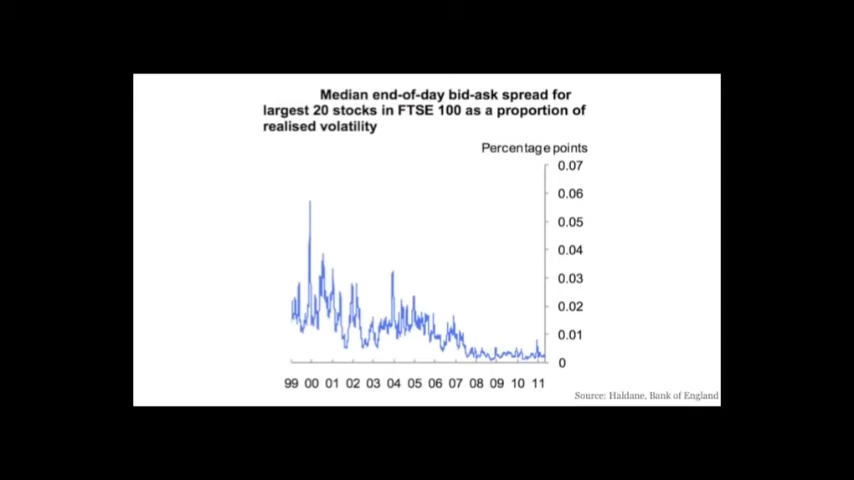 Median end-of-day bid-ask spread for
largest 20 stocks in FTSE 100 as a proportion of
realised volatility
Percentage points
0.07
0.06
0.05
0.04
0.03
0.02
0.01
0
99 00 01 02 03 04 05 06 07 08 09 10 11
Source: Haldane, Bank of England